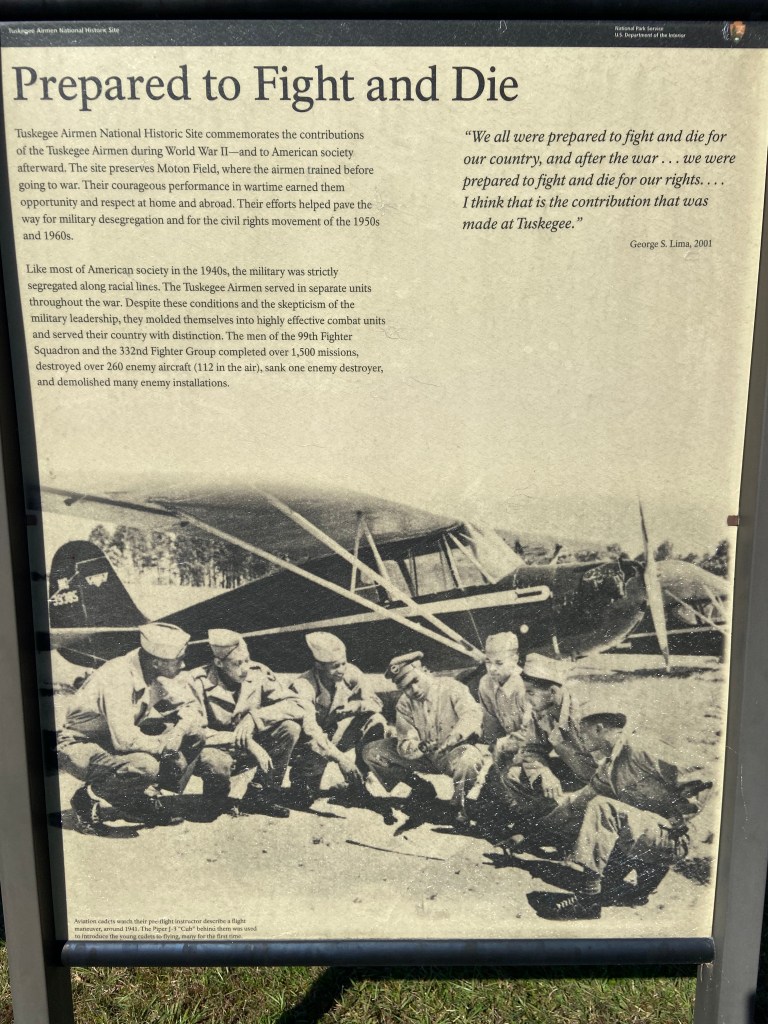 Tuskegee Airmen National Historic Site
National Park Service
U.S. Department of the Interior
Prepared to Fight and Die
Tuskegee Airmen National Historic Site commemorates the contributions
of the Tuskegee Airmen during World War II—and to American society
afterward. The site preserves Moton Field, where the airmen trained before
going to war. Their courageous performance in wartime earned them
opportunity and respect at home and abroad. Their efforts helped pave the
way for military desegregation and for the civil rights movement of the 1950s
and 1960s.
Like most of American society in the 1940s, the military was strictly
segregated along racial lines. The Tuskegee Airmen served in separate units
throughout the war. Despite these conditions and the skepticism of the
military leadership, they molded themselves into highly effective combat units
and served their country with distinction. The men of the 99th Fighter
Squadron and the 332nd Fighter Group completed over 1,500 missions,
destroyed over 260 enemy aircraft (112 in the air), sank one enemy destroyer,
and demolished many enemy installations.
“We all were prepared to fight and die for
our country, and after the war . . . we were
prepared to fight and die for our rights. . . .
I think that is the contribution that was
made at Tuskegee.”
George S. Lima, 2001
Aviation cadets watch their pre-flight instructor describe a flight
maneuver, around 1941. The Piper J-3 "Cub" behind them was used
to introduce the young cadets to flying, many for the first time.